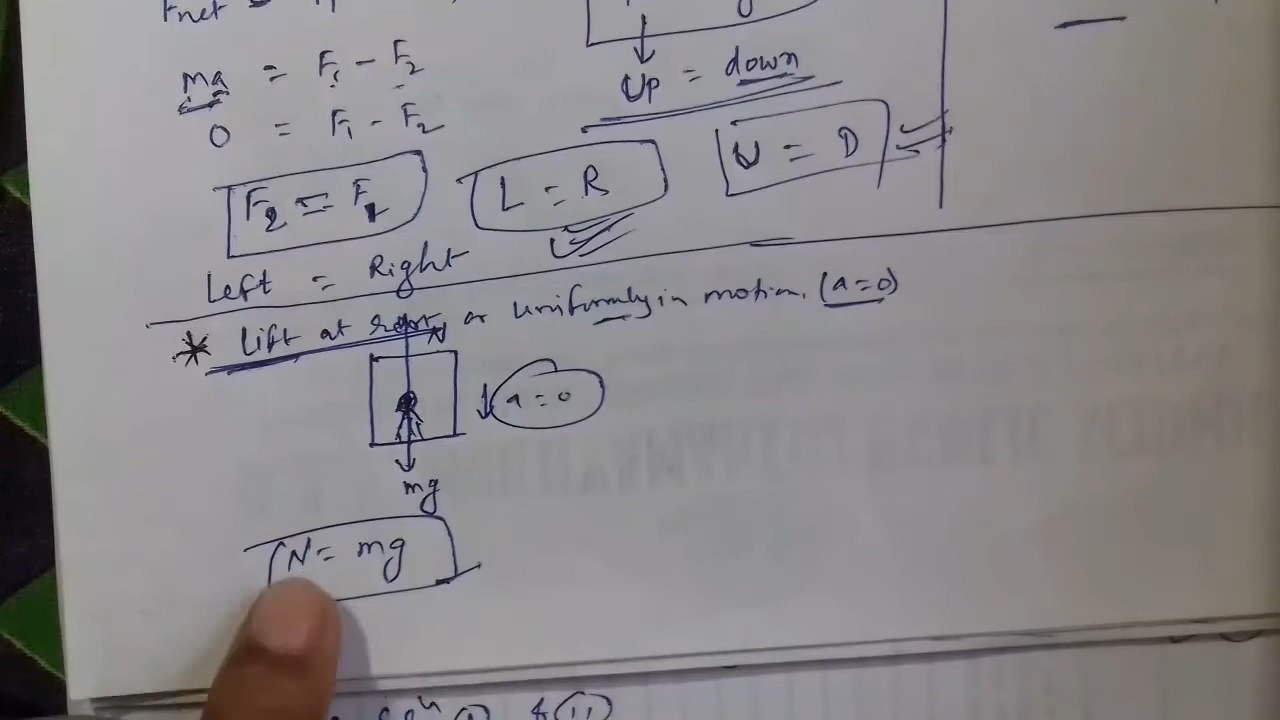 ma = F₁ - F₂
0 = F₁ - F₂
F₂ = F₁
Left = Right
L = R
Up = down
U = D
* Lift at rest or uniformly in motion. (a=0)
N
a = 0
mg
N = mg